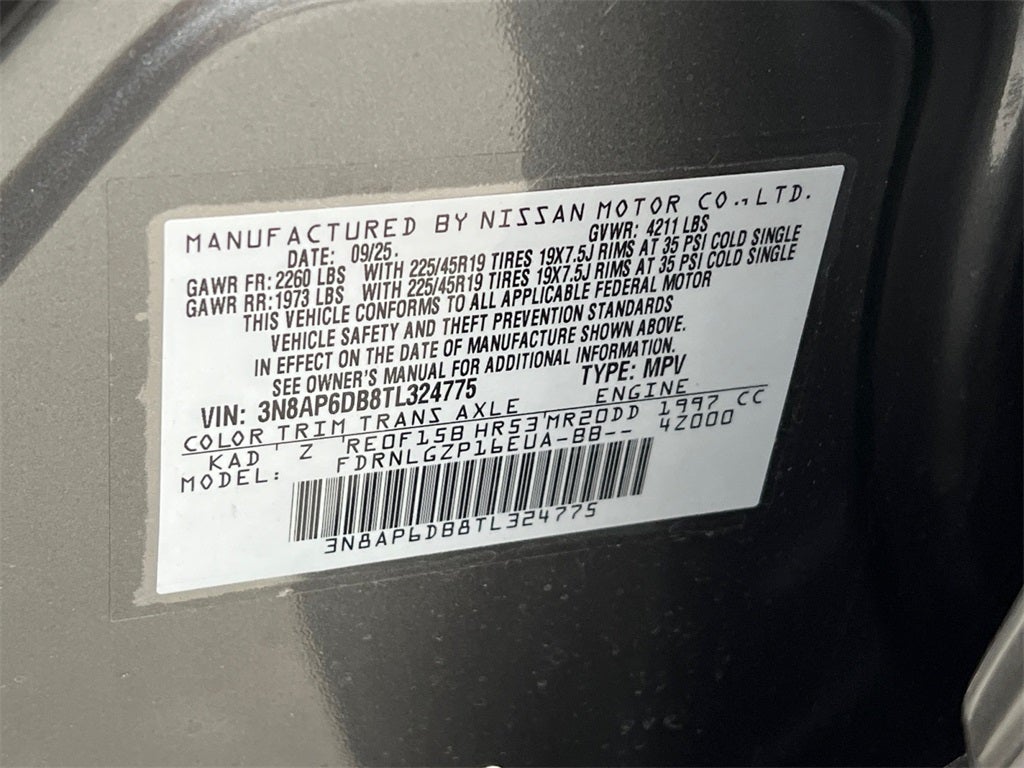 MANUFACTURED BY NISSAN MOTOR CO., LTD.
DATE: 09/25. GVWR: 4211 LBS
GAWR FR: 2260 LBS WITH 225/45R19 TIRES 19X7.5J RIMS AT 35 PSI COLD SINGLE
GAWR RR: 1973 LBS WITH 225/45R19 TIRES 19X7.5J RIMS AT 35 PSI COLD SINGLE
THIS VEHICLE CONFORMS TO ALL APPLICABLE FEDERAL MOTOR
VEHICLE SAFETY AND THEFT PREVENTION STANDARDS
IN EFFECT ON THE DATE OF MANUFACTURE SHOWN ABOVE.
SEE OWNER'S MANUAL FOR ADDITIONAL INFORMATION.
VIN: 3N8AP6DB8TL324775 TYPE: MPV
COLOR TRIM TRANS AXLE ENGINE
KAD Z RE0F15B HR53 MR20DD 1997 CC
MODEL: FDRNLGZP16EUA-BB-- 4Z000
3N8AP6DB8TL324775